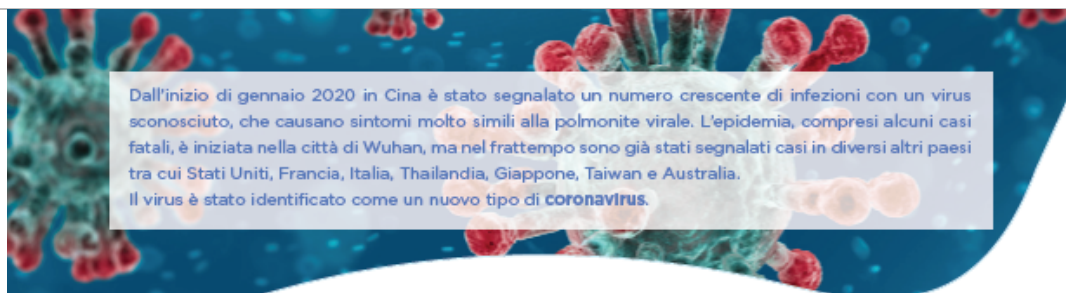 Dall'inizio di gennaio 2020 in Cina è stato segnalato un numero crescente di infezioni con un virus
sconosciuto, che causano sintomi molto simili alla polmonite virale. L'epidemia, compresi alcuni casi
fatali, è iniziata nella città di Wuhan, ma nel frattempo sono già stati segnalati casi in diversi altri paesi
tra cui Stati Uniti, Francia, Italia, Thailandia, Giappone, Taiwan e Australia.
Il virus è stato identificato come un nuovo tipo di coronavirus.